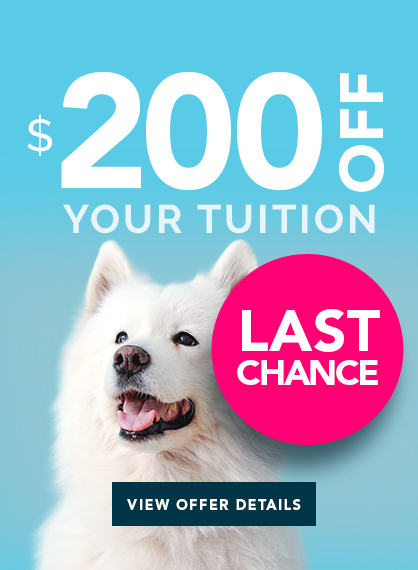 $200 OFF
YOUR TUITION
LAST
CHANCE
VIEW OFFER DETAILS